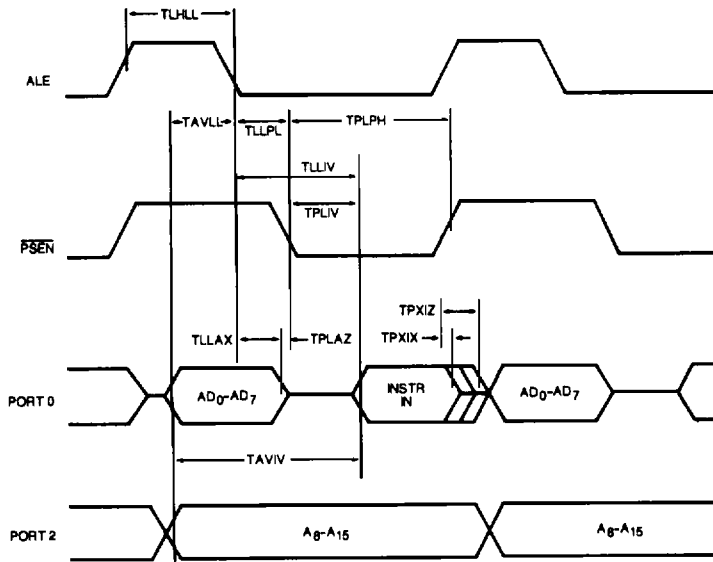 TLHLL
ALE
TAVLL
TLLPL
TPLPH
TLLIV
TPLIV
PSEN
TPXIZ
TLLAX
TPLAZ
TPXIX
PORT 0
AD0-AD7
INSTR
IN
AD0-AD7
TAVIV
PORT 2
A8-A15
A8-A15